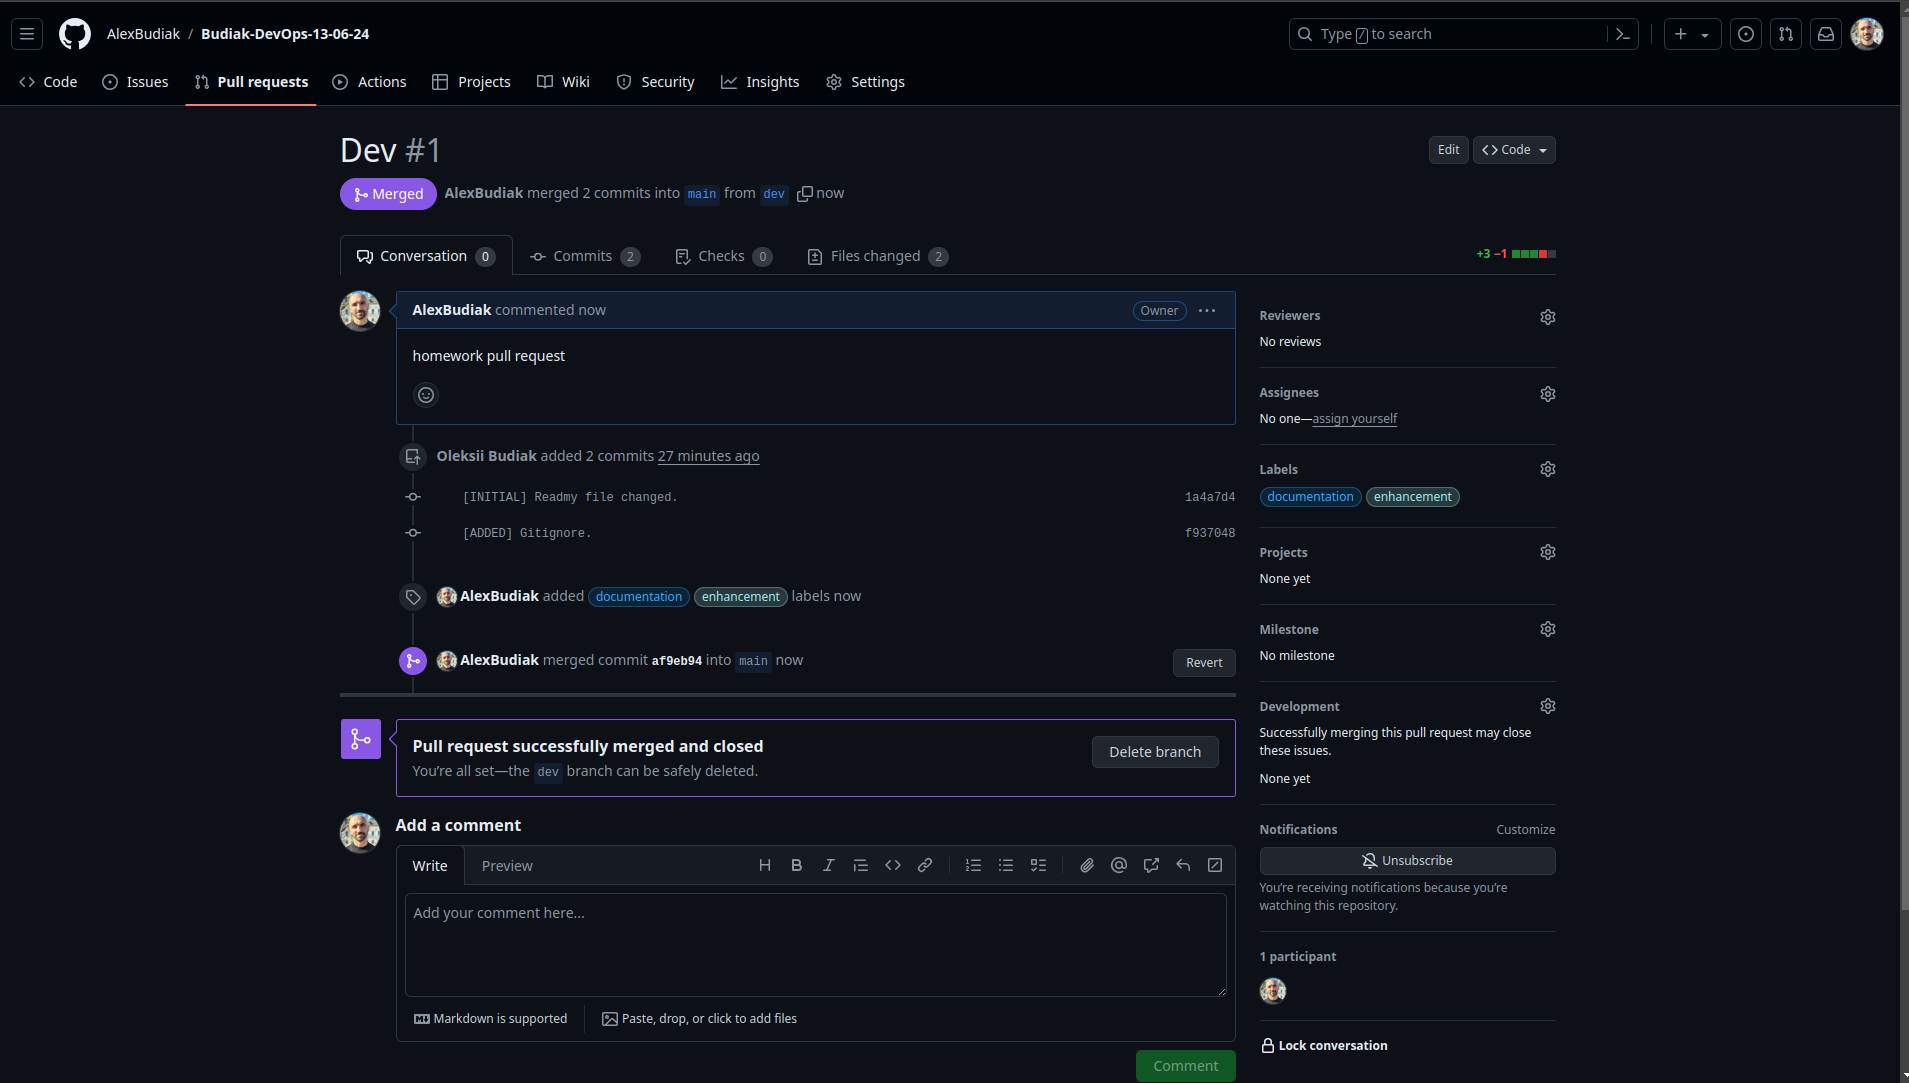 AlexBudiak / Budiak-DevOps-13-06-24
Type / to search
Code
Issues
Pull requests
Actions
Projects
Wiki
Security
Insights
Settings
Dev #1
Edit
Code
Merged
AlexBudiak merged 2 commits into main from dev now
Conversation 0
Commits 2
Checks 0
Files changed 2
+3 −1
AlexBudiak commented now
Owner
homework pull request
Oleksii Budiak added 2 commits 27 minutes ago
[INITIAL] Readmy file changed. 1a4a7d4
[ADDED] Gitignore. f937048
AlexBudiak added documentation enhancement labels now
AlexBudiak merged commit af9eb94 into main now
Revert
Pull request successfully merged and closed
You’re all set—the dev branch can be safely deleted.
Delete branch
Add a comment
Write
Preview
Add your comment here...
Markdown is supported
Paste, drop, or click to add files
Comment
Reviewers
No reviews
Assignees
No one—assign yourself
Labels
documentation enhancement
Projects
None yet
Milestone
No milestone
Development
Successfully merging this pull request may close
these issues.
None yet
Notifications
Customize
Unsubscribe
You’re receiving notifications because you’re
watching this repository.
1 participant
Lock conversation